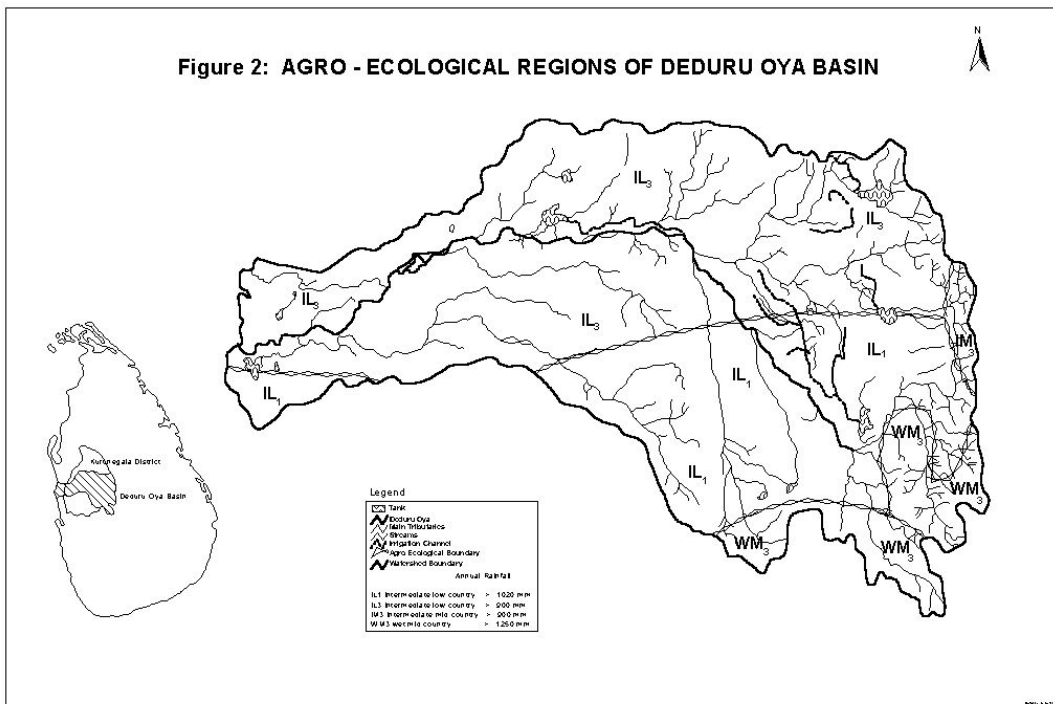 N
Figure 2: AGRO - ECOLOGICAL REGIONS OF DEDURU OYA BASIN
IL3
IL3
IL3
IL3
IL1
IM3
IL1
IL1
WM3
IL1
WM3
WM3
WM3
Kurunegala District
Deduru Oya Basin
Legend
Tank
Deduru Oya
Main Tributaries
Streams
Irrigation Channel
Agro Ecological Boundary
Watershed Boundary
Annual Rainfall
IL1 Intermediate low country > 1020 mm
IL3 Intermediate low country > 900 mm
IM3 Intermediate mid country > 900 mm
WM3 wet mid country > 1250 mm